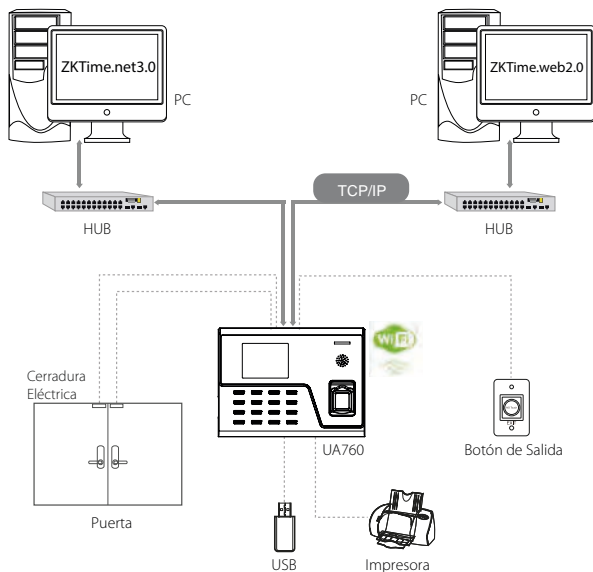 ZKTime.net3.0
ZKTime.web2.0
PC
PC
TCP/IP
HUB
HUB
WiFi
Cerradura
Eléctrica
UA760
Botón de Salida
Puerta
USB
Impresora